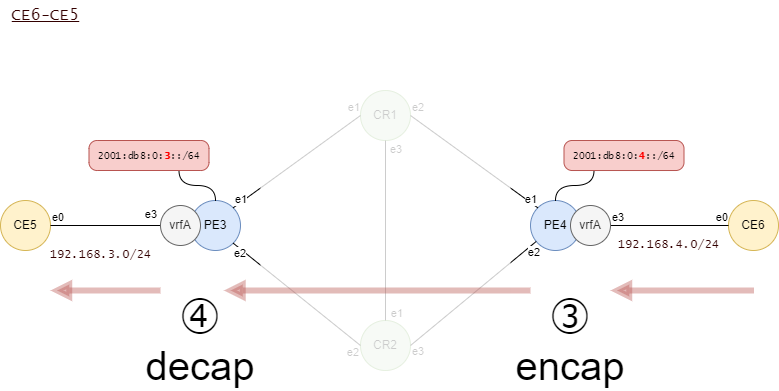 CE6-CE5
CR1
e1
e2
e3
2001:db8:0:3::/64
2001:db8:0:4::/64
e1
e1
CE5
e0
e3
vrfA
PE3
PE4
vrfA
e3
e0
CE6
192.168.3.0/24
e2
e2
192.168.4.0/24
④
③
e1
CR2
e2
e3
decap
encap